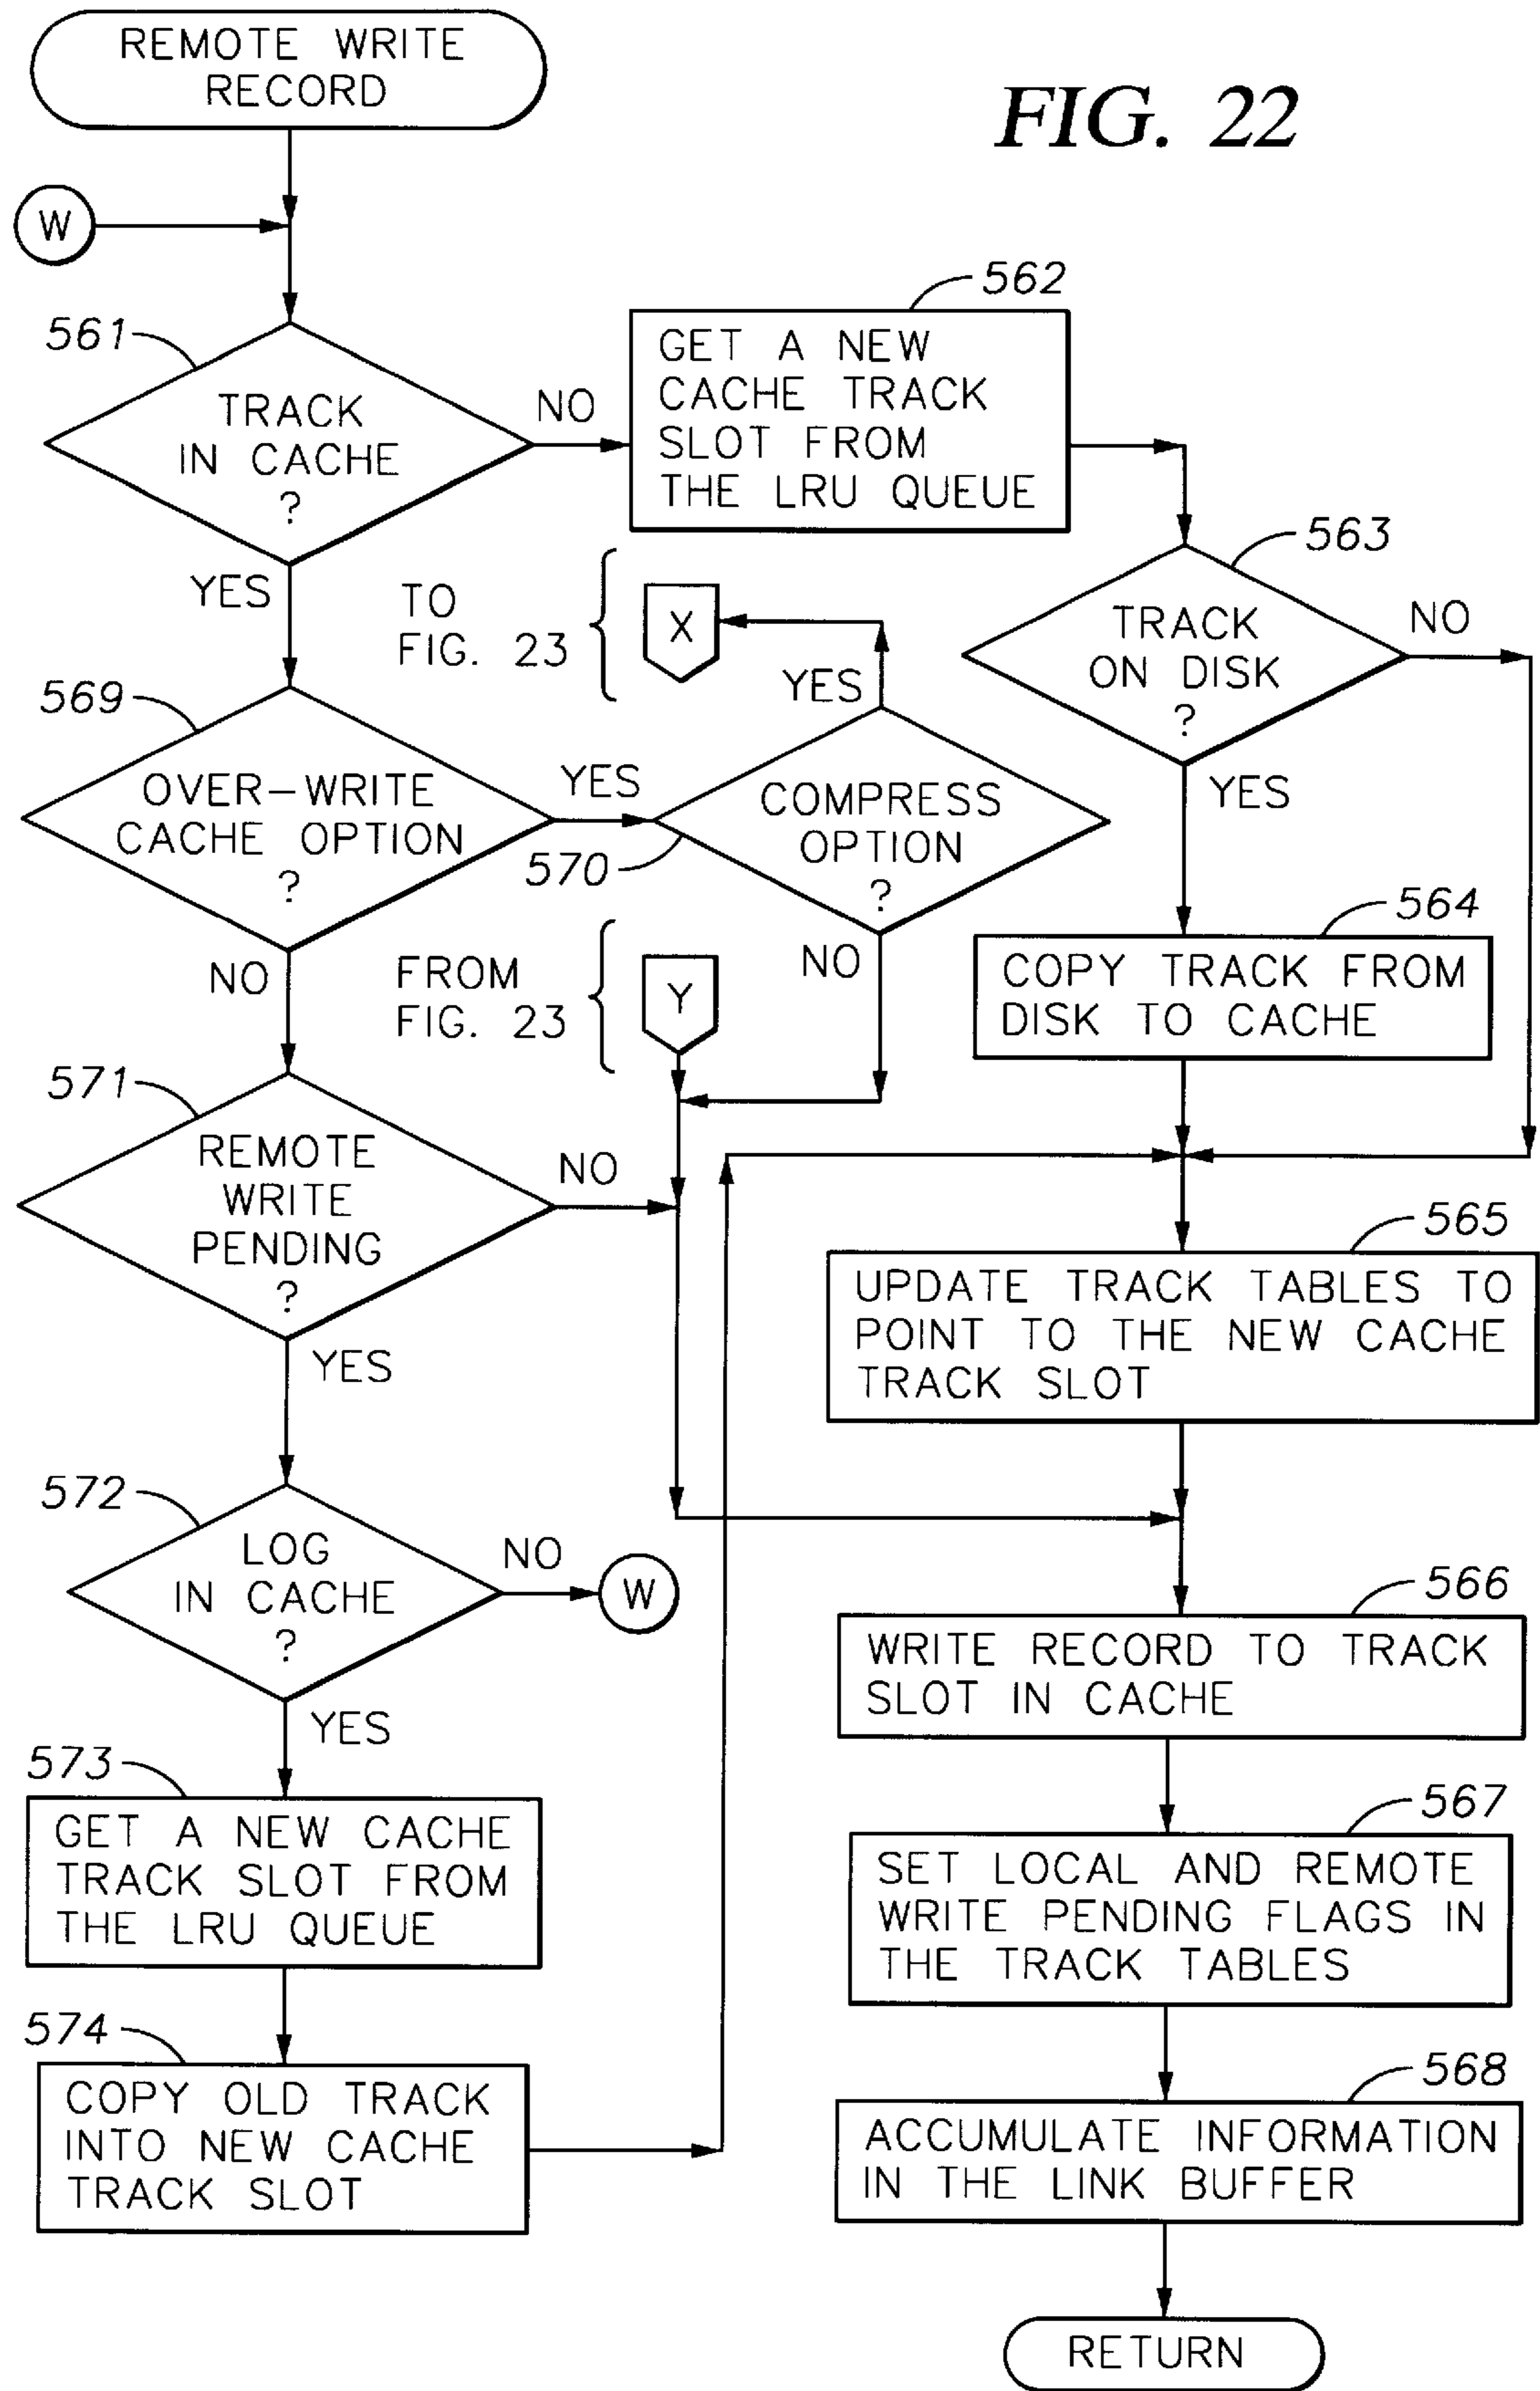 REMOTE WRITE
RECORD
FIG. 22
W
561
TRACK
IN CACHE
?
NO
YES
562
GET A NEW
CACHE TRACK
SLOT FROM
THE LRU QUEUE
563
TRACK
ON DISK
?
NO
YES
TO
FIG. 23
X
YES
569
OVER-WRITE
CACHE OPTION
?
YES
NO
570
COMPRESS
OPTION
?
NO
564
COPY TRACK FROM
DISK TO CACHE
FROM
FIG. 23
Y
571
REMOTE
WRITE
PENDING
?
NO
YES
565
UPDATE TRACK TABLES TO
POINT TO THE NEW CACHE
TRACK SLOT
572
LOG
IN CACHE
?
NO
W
YES
566
WRITE RECORD TO TRACK
SLOT IN CACHE
573
GET A NEW CACHE
TRACK SLOT FROM
THE LRU QUEUE
567
SET LOCAL AND REMOTE
WRITE PENDING FLAGS IN
THE TRACK TABLES
574
COPY OLD TRACK
INTO NEW CACHE
TRACK SLOT
568
ACCUMULATE INFORMATION
IN THE LINK BUFFER
RETURN